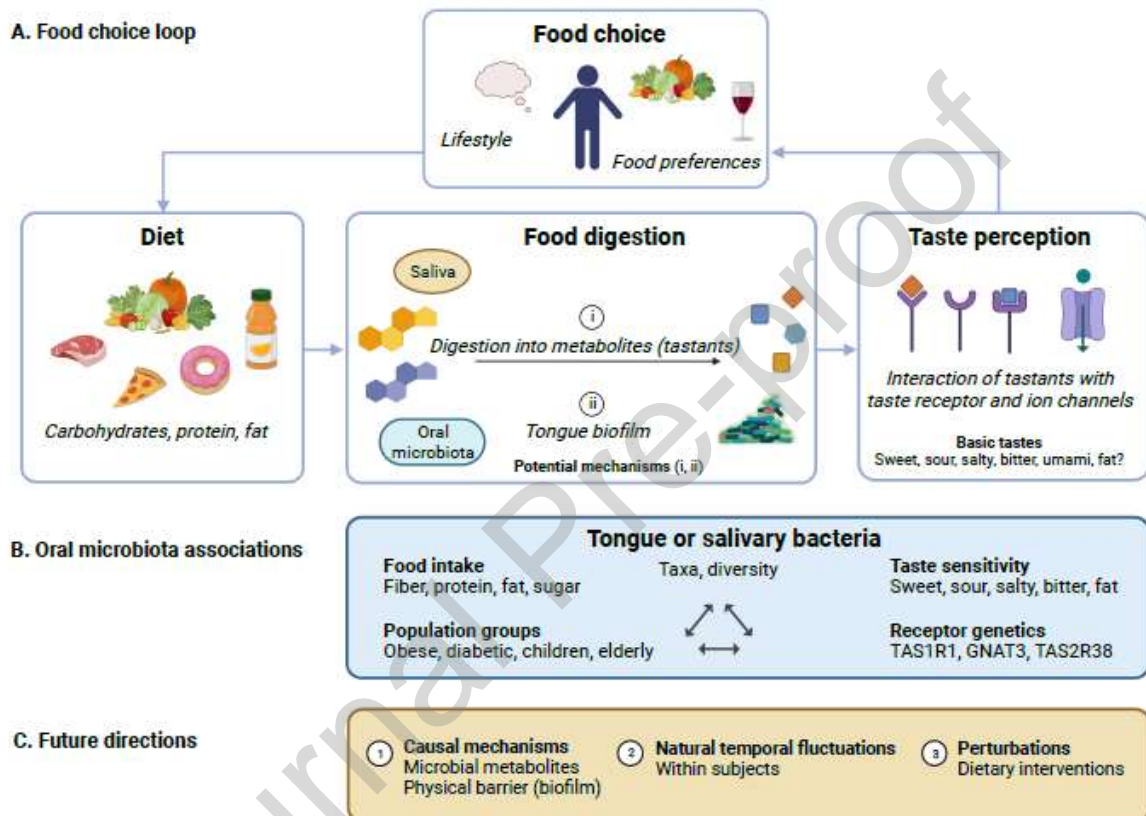 A. Food choice loop
Food choice
Lifestyle
Food preferences
Diet
Carbohydrates, protein, fat
Food digestion
Saliva
i
Digestion into metabolites (tastants)
ii
Tongue biofilm
Oral
microbiota
Potential mechanisms (i, ii)
Taste perception
Interaction of tastants with
taste receptor and ion channels
Basic tastes
Sweet, sour, salty, bitter, umami, fat?
B. Oral microbiota associations
Tongue or salivary bacteria
Taxa, diversity
Food intake
Fiber, protein, fat, sugar
Population groups
Obese, diabetic, children, elderly
Taste sensitivity
Sweet, sour, salty, bitter, fat
Receptor genetics
TAS1R1, GNAT3, TAS2R38
C. Future directions
1 Causal mechanisms
Microbial metabolites
Physical barrier (biofilm)
2 Natural temporal fluctuations
Within subjects
3 Perturbations
Dietary interventions
urnal Pre-proof